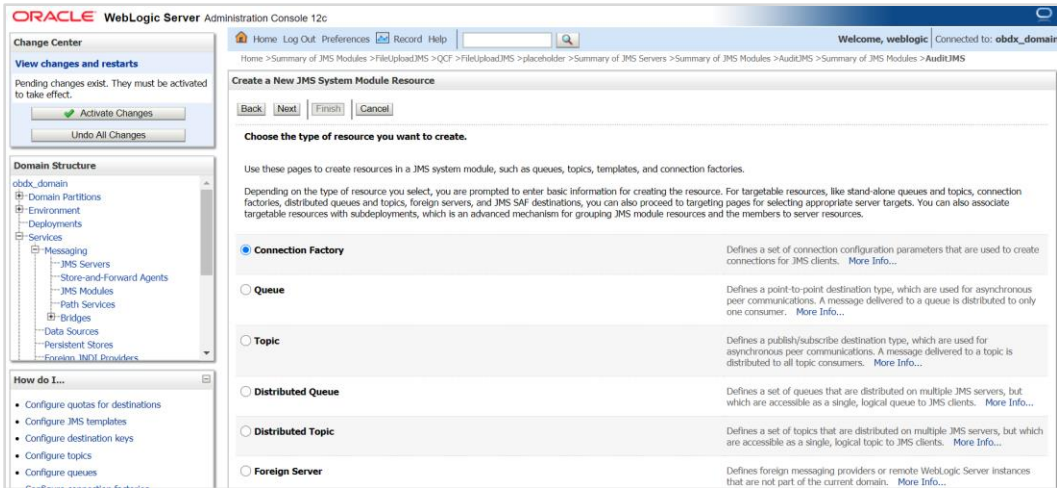 ORACLE WebLogic Server Administration Console 12c
Change Center
View changes and restarts
Pending changes exist. They must be activated
to take effect.
Activate Changes
Undo All Changes
Domain Structure
obdx_domain
Domain Partitions
Environment
Deployments
Services
Messaging
JMS Servers
Store-and-Forward Agents
JMS Modules
Path Services
Bridges
Data Sources
Persistent Stores
Foreign JNDI Providers
How do I...
Configure quotas for destinations
Configure JMS templates
Configure destination keys
Configure topics
Configure queues
Configure connection factories
Home Log Out Preferences Record Help
Welcome, weblogic Connected to: obdx_domain
Home >Summary of JMS Modules >FileUploadJMS >QCF >FileUploadJMS >placeholder >Summary of JMS Servers >Summary of JMS Modules >AuditJMS >Summary of JMS Modules >AuditJMS
Create a New JMS System Module Resource
Back Next Finish Cancel
Choose the type of resource you want to create.
Use these pages to create resources in a JMS system module, such as queues, topics, templates, and connection factories.
Depending on the type of resource you select, you are prompted to enter basic information for creating the resource. For targetable resources, like stand-alone queues and topics, connection
factories, distributed queues and topics, foreign servers, and JMS SAF destinations, you can also proceed to targeting pages for selecting appropriate server targets. You can also associate
targetable resources with subdeployments, which is an advanced mechanism for grouping JMS module resources and the members to server resources.
Connection Factory
Defines a set of connection configuration parameters that are used to create
connections for JMS clients. More Info...
Queue
Defines a point-to-point destination type, which are used for asynchronous
peer communications. A message delivered to a queue is distributed to only
one consumer. More Info...
Topic
Defines a publish/subscribe destination type, which are used for
asynchronous peer communications. A message delivered to a topic is
distributed to all topic consumers. More Info...
Distributed Queue
Defines a set of queues that are distributed on multiple JMS servers, but
which are accessible as a single, logical queue to JMS clients. More Info...
Distributed Topic
Defines a set of topics that are distributed on multiple JMS servers, but which
are accessible as a single, logical topic to JMS clients. More Info...
Foreign Server
Defines foreign messaging providers or remote WebLogic Server instances
that are not part of the current domain. More Info...